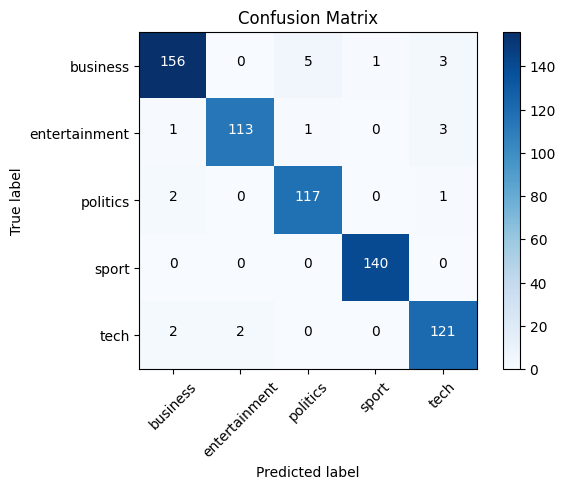 Confusion Matrix
business 156 0 5 1 3
entertainment 1 113 1 0 3
politics 2 0 117 0 1
sport 0 0 0 140 0
tech 2 2 0 0 121
business entertainment politics sport tech
True label
Predicted label
140
120
100
80
60
40
20
0